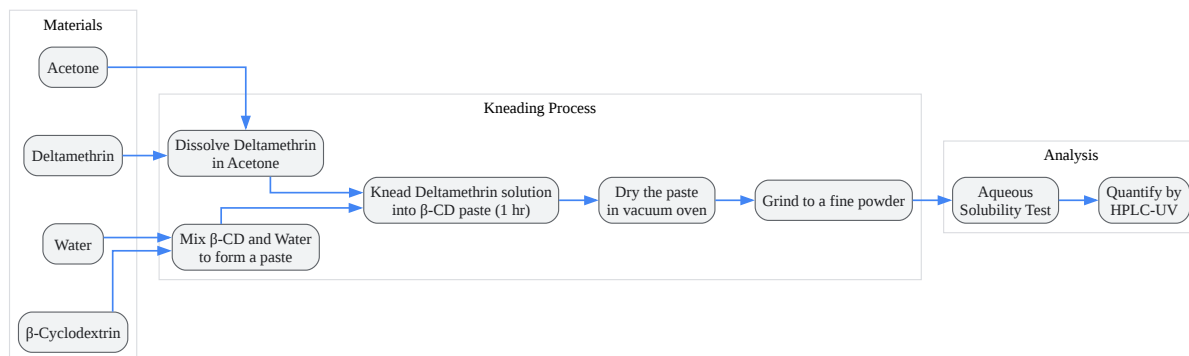 Materials
Acetone
Deltamethrin
Water
β-Cyclodextrin
Kneading Process
Dissolve Deltamethrin
in Acetone
Mix β-CD and Water
to form a paste
Knead Deltamethrin solution
into β-CD paste (1 hr)
Dry the paste
in vacuum oven
Grind to a fine powder
Analysis
Aqueous
Solubility Test
Quantify by
HPLC-UV